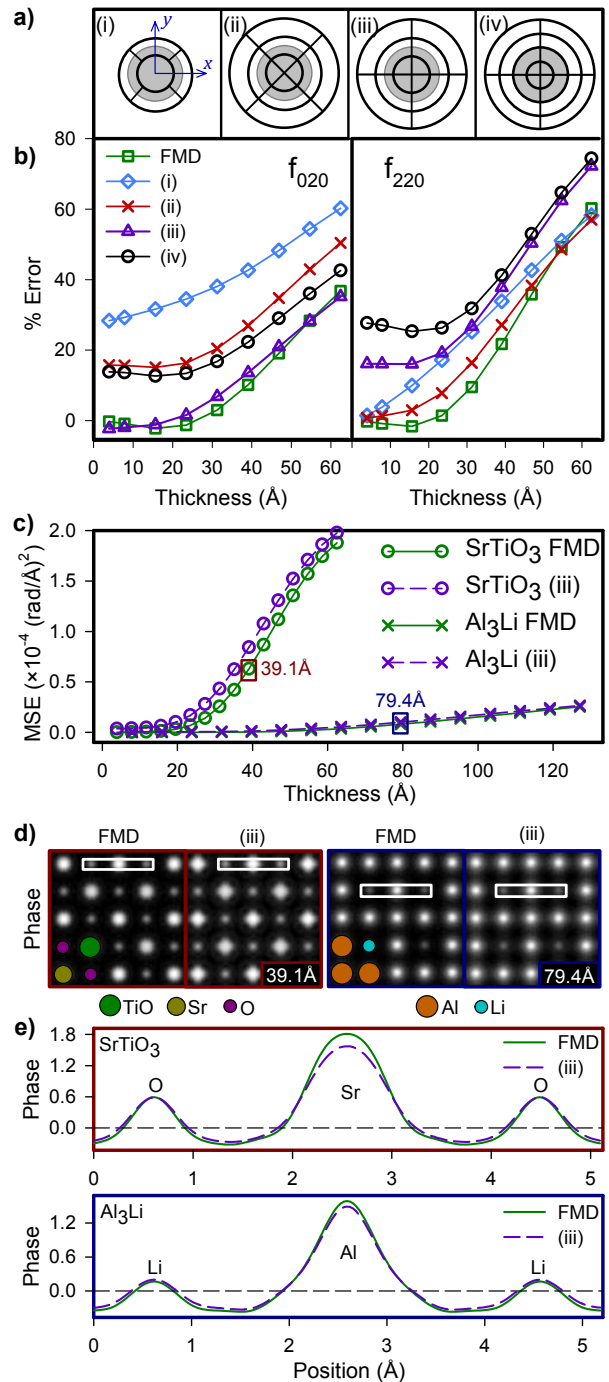 a)
(i)
y
x
(ii)
(iii)
(iv)
b)
80
60
40
20
0
% Error
FMD
(i)
(ii)
(iii)
(iv)
f020
f220
0 10 20 30 40 50 60
10 20 30 40 50 60
Thickness (Å)
Thickness (Å)
c)
2.0
1.5
1.0
0.5
0.0
MSE (×10⁻⁴ (rad/Å)²
SrTiO₃ FMD
SrTiO₃ (iii)
Al₃Li FMD
Al₃Li (iii)
39.1Å
79.4Å
0 20 40 60 80 100 120
Thickness (Å)
d)
FMD
(iii)
FMD
(iii)
Phase
39.1Å
79.4Å
TiO
Sr
O
Al
Li
e)
1.8
1.2
0.6
0.0
Phase
SrTiO₃
O
Sr
O
FMD
(iii)
0 1 2 3 4 5
1.2
0.6
0.0
Phase
Al₃Li
Li
Al
Li
FMD
(iii)
0 1 2 3 4 5
Position (Å)